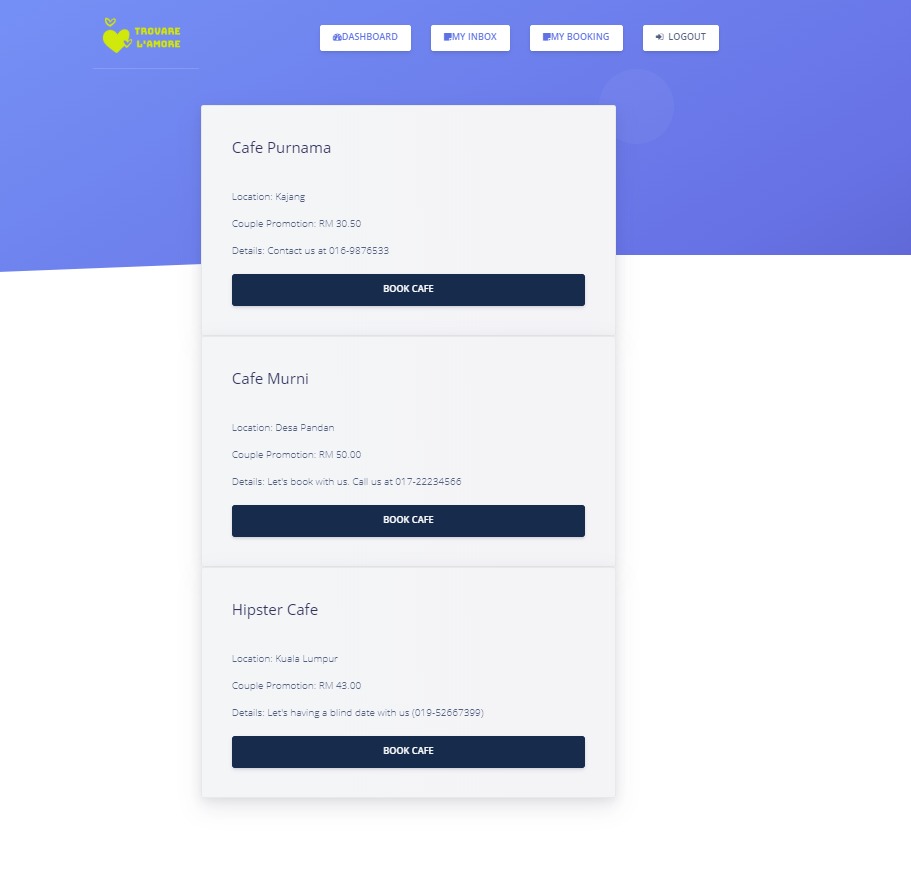 TROVARE
L'AMORE
DASHBOARD
MY INBOX
MY BOOKING
LOGOUT
Cafe Purnama
Location: Kajang
Couple Promotion: RM 30.50
Details: Contact us at 016-9876533
BOOK CAFE
Cafe Murni
Location: Desa Pandan
Couple Promotion: RM 50.00
Details: Let's book with us. Call us at 017-22234566
BOOK CAFE
Hipster Cafe
Location: Kuala Lumpur
Couple Promotion: RM 43.00
Details: Let's having a blind date with us (019-52667399)
BOOK CAFE